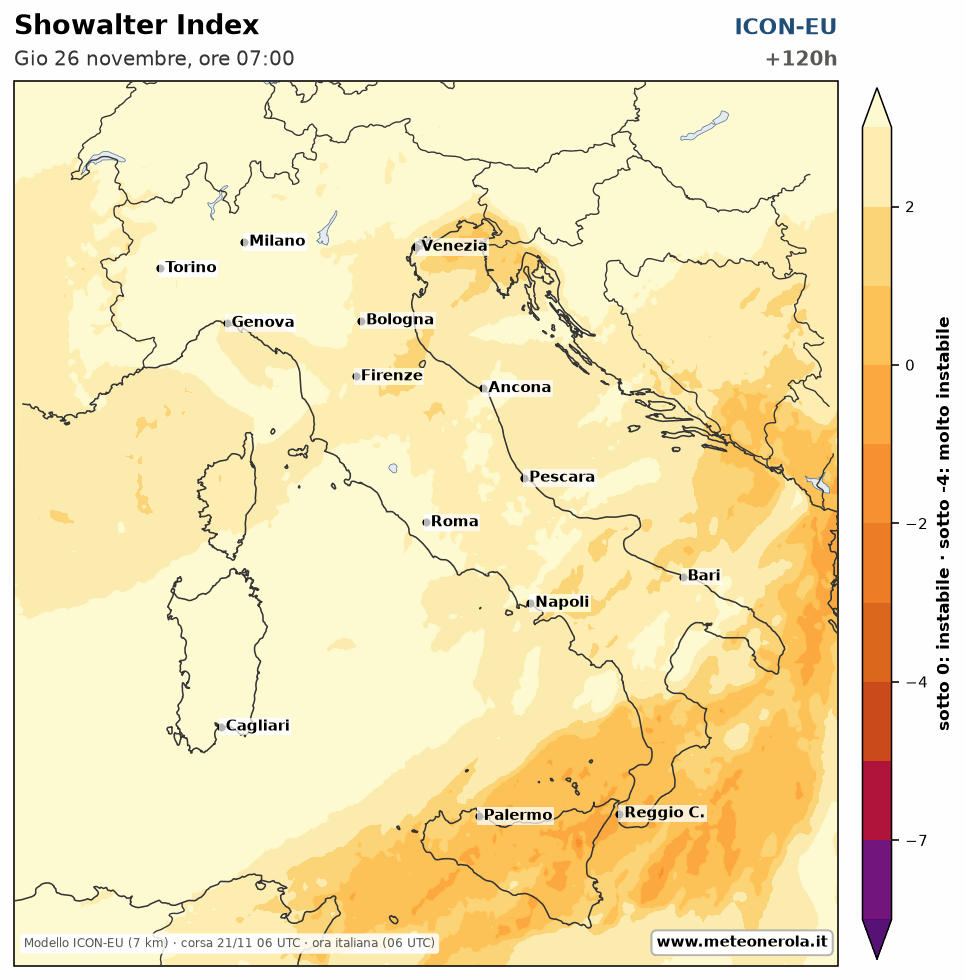 Showalter Index
ICON-EU
Gio 26 novembre, ore 07:00
+120h
Milano
Venezia
Torino
Genova
Bologna
Firenze
Ancona
Pescara
Roma
Bari
Napoli
Cagliari
Palermo
Reggio C.
2
0
−2
−4
−7
sotto 0: instabile · sotto -4: molto instabile
Modello ICON-EU (7 km) · corsa 21/11 06 UTC · ora italiana (06 UTC)
www.meteonerola.it